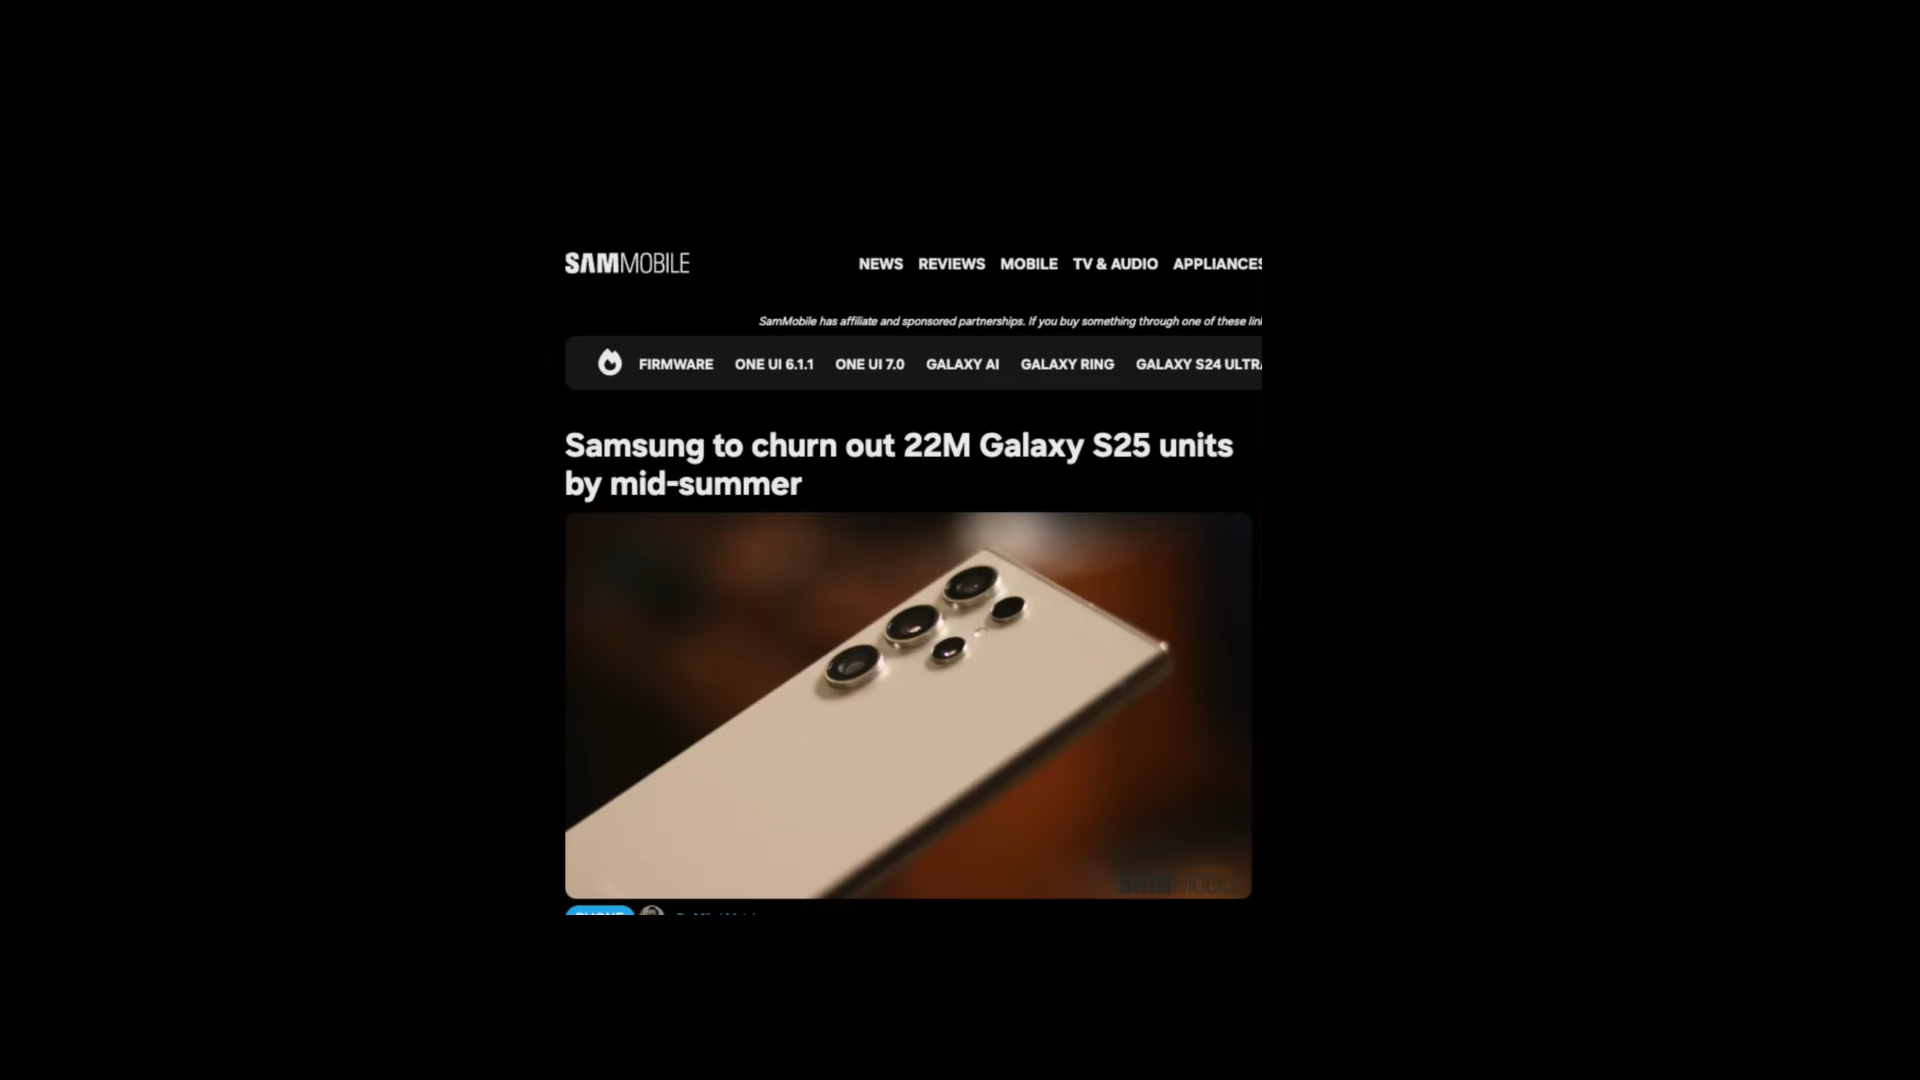 SAMMOBILE
NEWS REVIEWS MOBILE TV & AUDIO APPLIANCES
SamMobile has affiliate and sponsored partnerships. If you buy something through one of these
FIRMWARE ONE UI 6.1.1 ONE UI 7.0 GALAXY AI GALAXY RING GALAXY S24 ULTRA
Samsung to churn out 22M Galaxy S25 units
by mid-summer
SAMMOBILE
PHONE